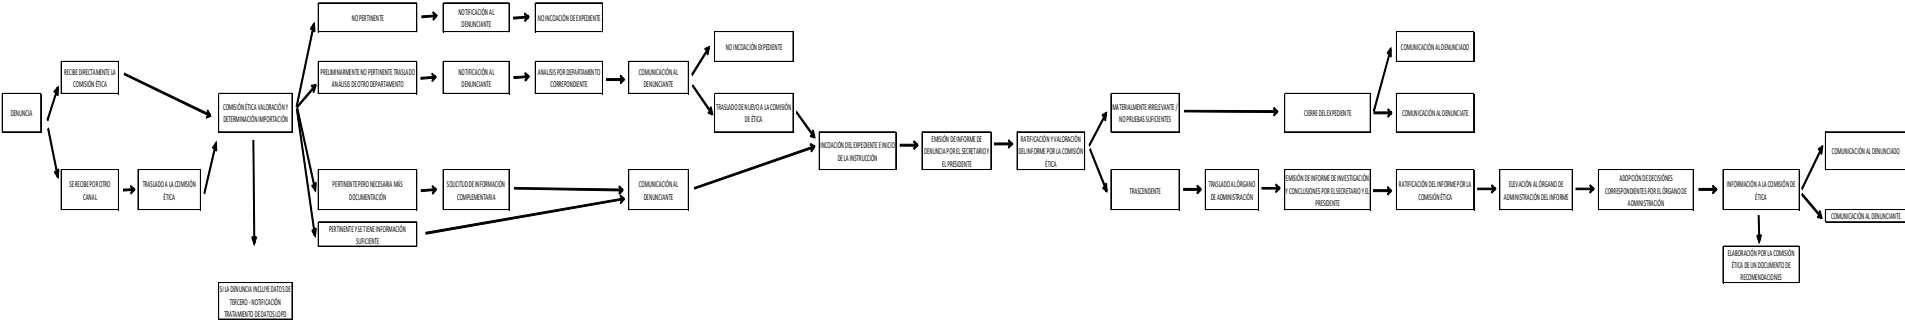 DENUNCIA
RECIBE DIRECTAMENTE LA
COMISIÓN ÉTICA
SE RECIBE POR OTRO
CANAL
TRASLADO A LA COMISIÓN
ÉTICA
COMISIÓN ÉTICA VALORACIÓN Y
DETERMINACIÓN IMPORTACIÓN
SI LA DENUNCIA INCLUYE DATOS DE
TERCERO - NOTIFICACIÓN
TRATAMIENTO DE DATOS LOPD
NO PERTINENTE
NOTIFICACIÓN AL
DENUNCIANTE
NO INCOACIÓN DE EXPEDIENTE
PRELIMINARMENTE NO PERTINENTE TRASLADO
ANÁLISIS DE OTRO DEPARTAMENTO
NOTIFICACIÓN AL
DENUNCIANTE
ANALISIS POR DEPARTAMENTO
CORREPONDIENTE
COMUNICACIÓN AL
DENUNCIANTE
NO INCOACIÓN EXPEDIENTE
TRASLADO DE NUEVO A LA COMISIÓN
DE ÉTICA
PERTINENTE PERO NECESARIA MÁS
DOCUMENTACIÓN
SOLICITUD DE INFORMACIÓN
COMPLEMENTARIA
COMUNICACIÓN AL
DENUNCIANTE
PERTINENTE Y SE TIENE INFORMACIÓN
SUFICIENTE
INCOACIÓN DEL EXPEDIENTE E INICIO
DE LA INSTRUCCIÓN
EMISIÓN DE INFORME DE
DENUNCIA POR EL SECRETARIO Y
EL PRESIDENTE
RATIFICACIÓN Y VALORACIÓN
DEL INFORME POR LA COMISIÓN
ÉTICA
MATERIALMENTE IRRELEVANTE /
NO PRUEBAS SUFICIENTES
CIERRE DEL EXPEDIENTE
COMUNICACIÓN AL DENUNCIADO
COMUNICACIÓN AL DENUNCIATE
TRASCENDENTE
TRASLADO AL ÓRGANO
DE ADMINISTRACIÓN
EMISIÓN DE INFORME DE INVESTIGACIÓN
Y CONCLUSIONES POR EL SECRETARIO Y EL
PRESIDENTE
RATIFICACIÓN DEL INFORME POR LA
COMISIÓN ÉTICA
ELEVACIÓN AL ÓRGANO DE
ADMINISTRACIÓN DEL INFORME
ADOPCIÓN DE DECISIÓNES
CORRESPONDIENTES POR EL ÓRGANO DE
ADMINISTRACIÓN
INFORMACIÓN A LA COMISIÓN DE
ÉTICA
COMUNICACIÓN AL DENUNCIADO
COMUNICACIÓN AL DENUNCIANTE
ELABORACIÓN POR LA COMISIÓN
ÉTICA DE UN DOCUMENTO DE
RECOMENDACIONES